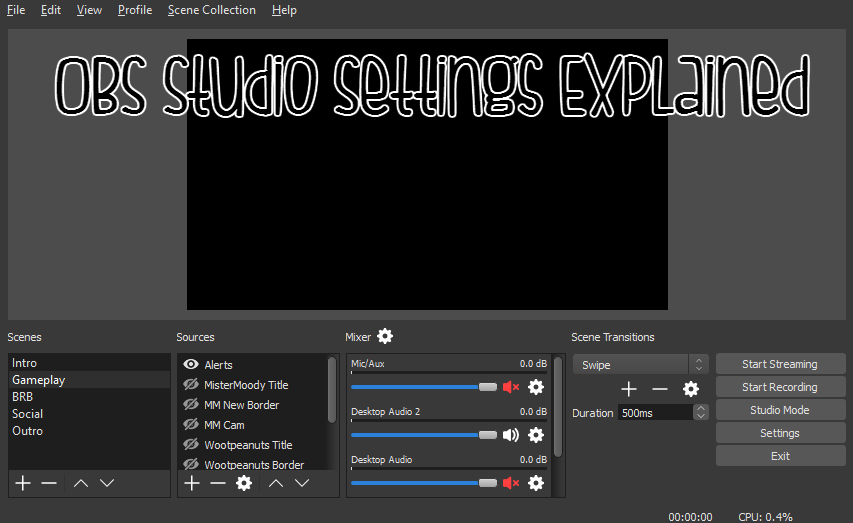 File Edit View Profile Scene Collection Help
OBS Studio Settings Explained
Scenes
Intro
Gameplay
BRB
Social
Outro
Sources
Alerts
MisterMoody Title
MM New Border
MM Cam
Wootpeanuts Title
Wootpeanuts Border
Mixer
Mic/Aux 0.0 dB
Desktop Audio 2 0.0 dB
Desktop Audio 0.0 dB
Scene Transitions
Swipe
Duration 500ms
Start Streaming
Start Recording
Studio Mode
Settings
Exit
00:00:00 CPU: 0.4%